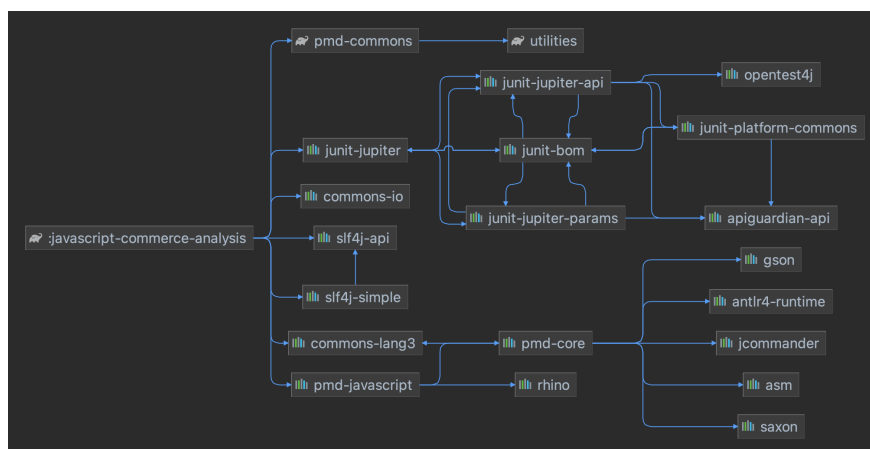 pmd-commons
utilities
junit-jupiter-api
opentest4j
junit-platform-commons
junit-jupiter
junit-bom
commons-io
junit-jupiter-params
apiguardian-api
:javascript-commerce-analysis
slf4j-api
gson
slf4j-simple
antlr4-runtime
commons-lang3
pmd-core
jcommander
pmd-javascript
rhino
asm
saxon